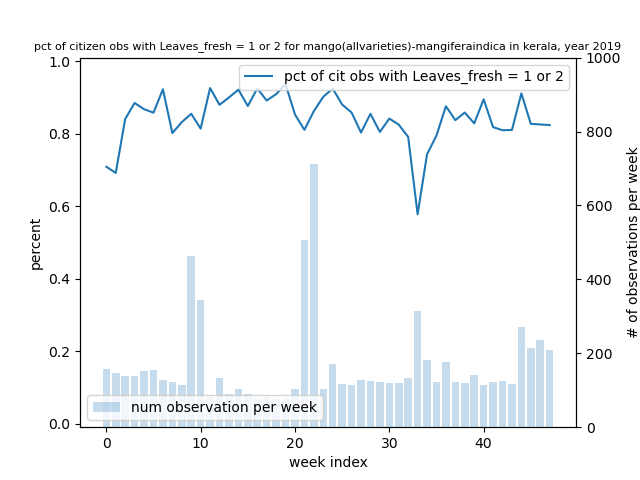 pct of citizen obs with Leaves_fresh = 1 or 2 for mango(allvarieties)-mangiferaindica in kerala, year 2019
pct of cit obs with Leaves_fresh = 1 or 2
1.0
0.8
0.6
0.4
0.2
0.0
percent
1000
800
600
400
200
0
# of observations per week
num observation per week
0
10
20
30
40
week index